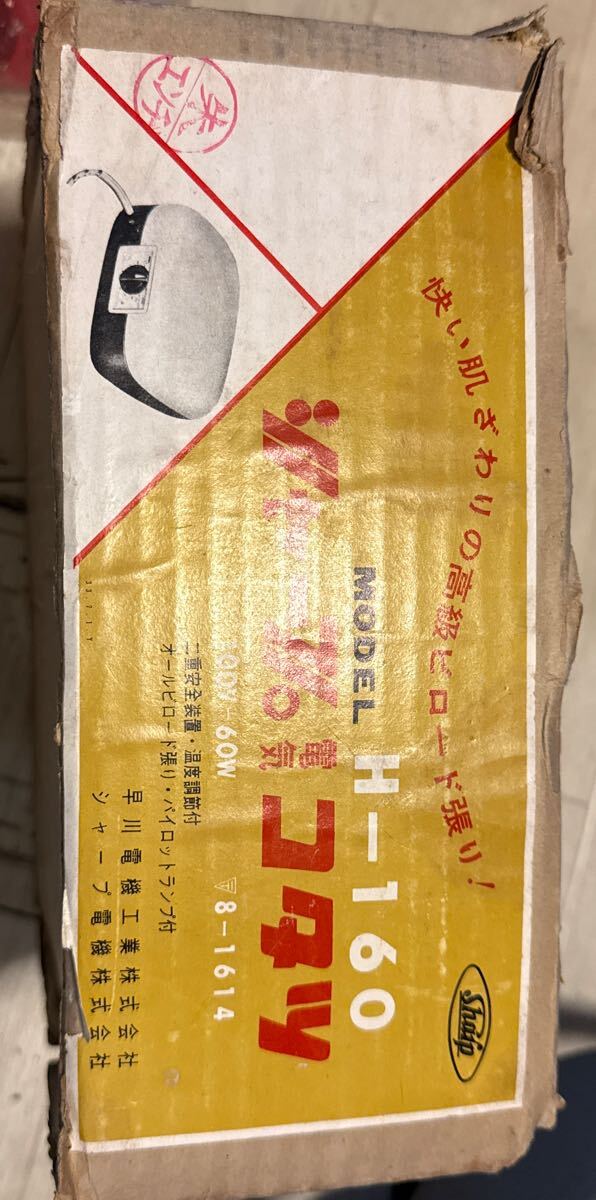 快い肌ざわりの高級ビロード張り！
MODEL H-160
シャープ電気コタツ
100V-60W
8-1614
二重安全装置・温度調節付
オールビロード張り・パイロットランプ付
早川電機工業株式会社
シャープ電機株式会社
Sharp